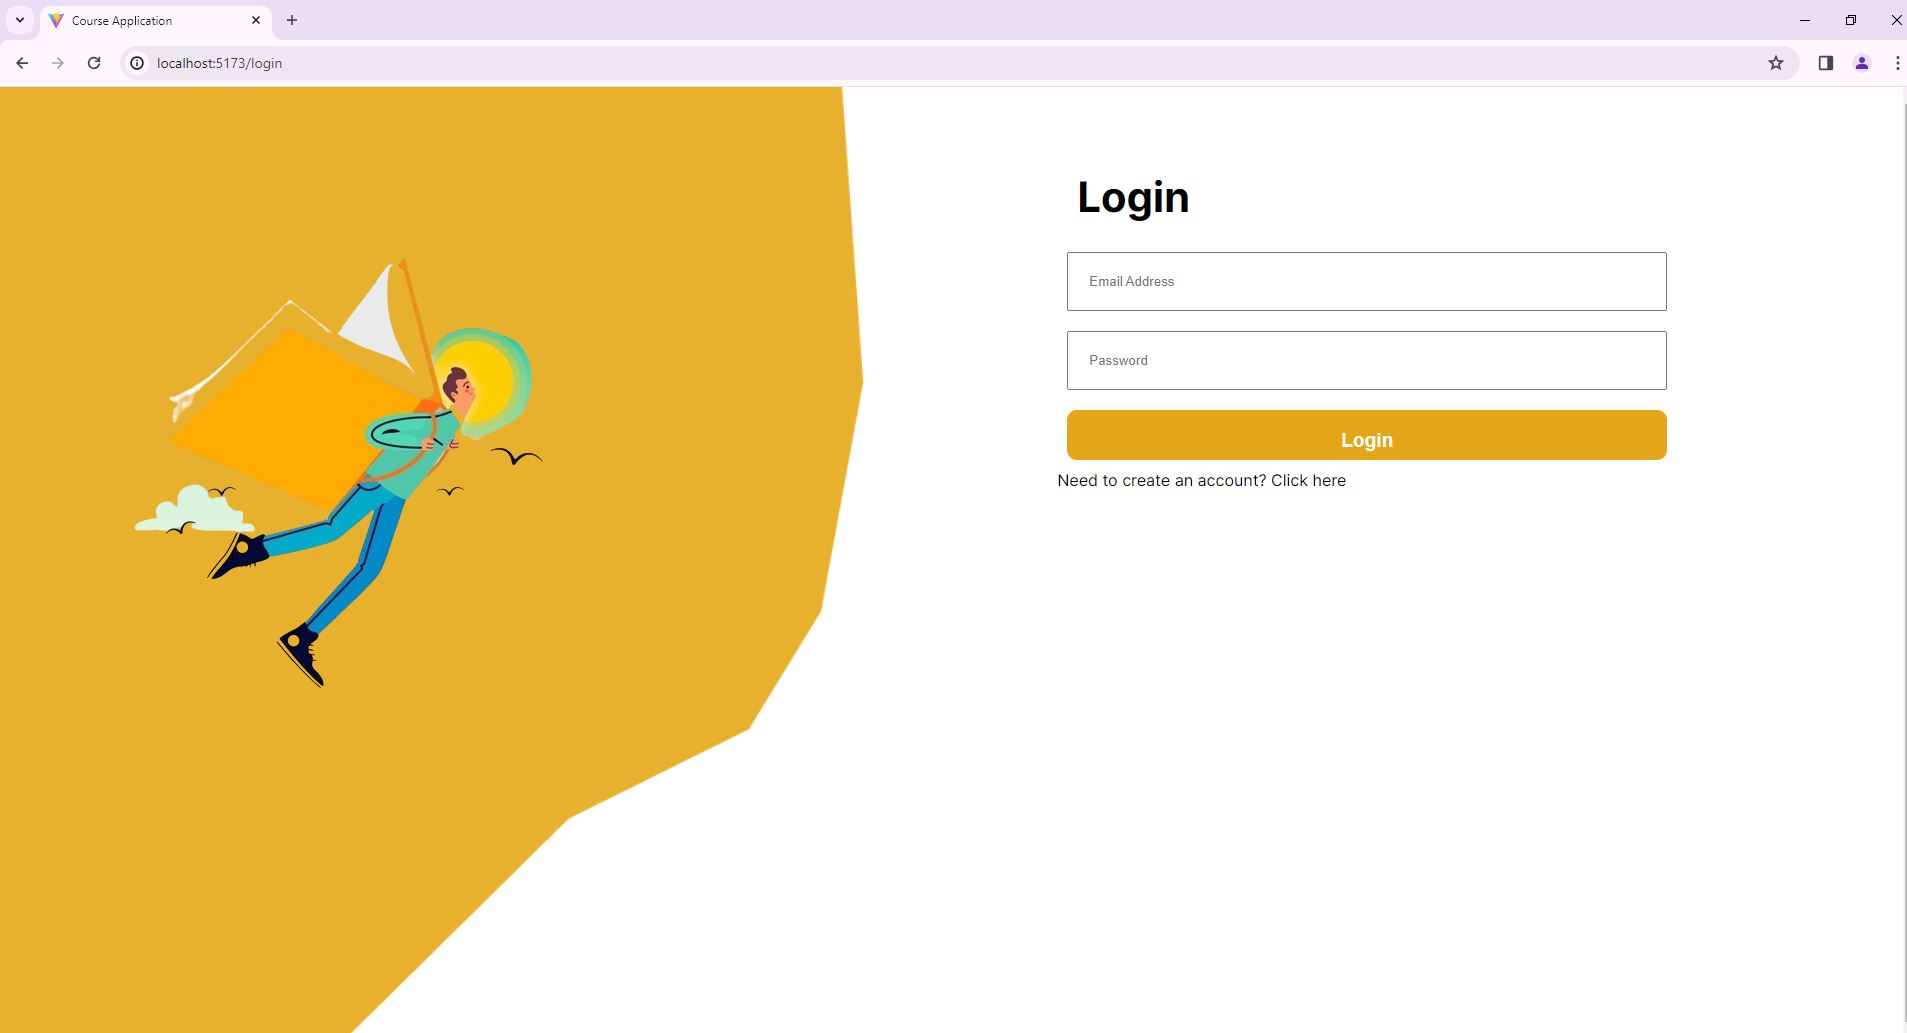 Course Application
localhost:5173/login
Login
Email Address
Password
Login
Need to create an account? Click here